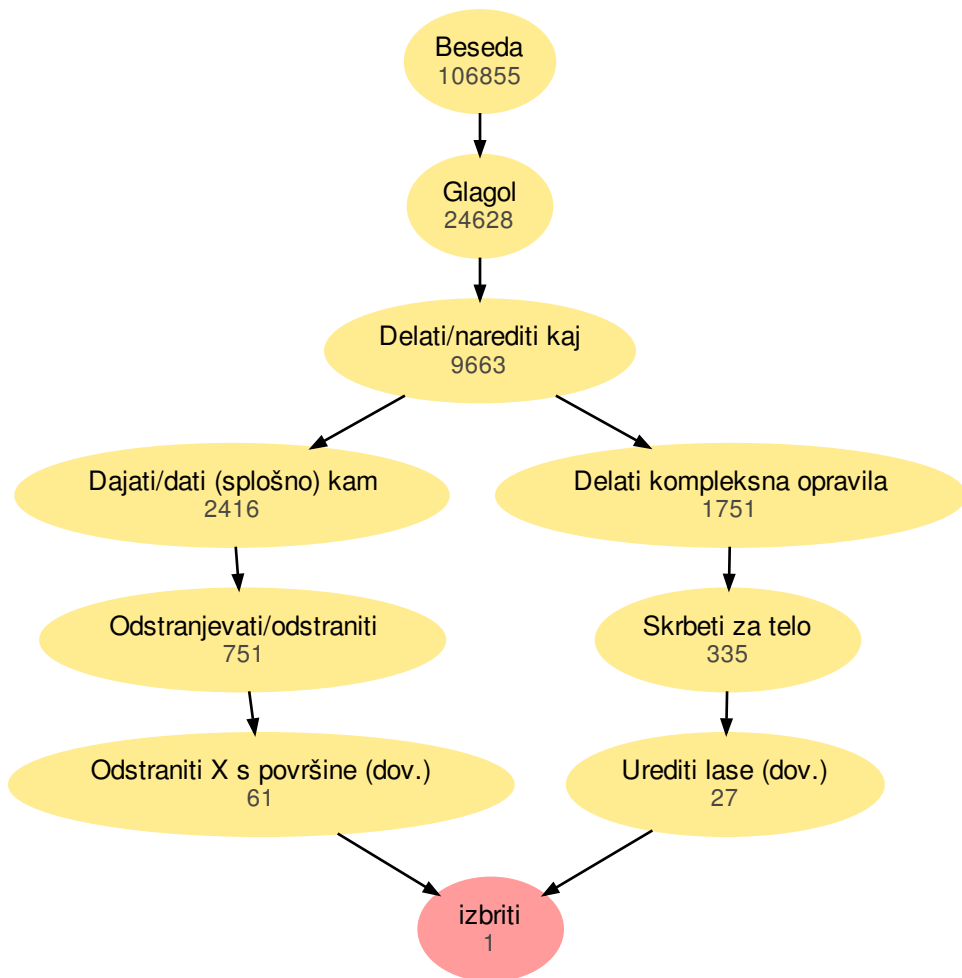 Beseda
106855
Glagol
24628
Delati/narediti kaj
9663
Dajati/dati (splošno) kam
2416
Delati kompleksna opravila
1751
Odstranjevati/odstraniti
751
Skrbeti za telo
335
Odstraniti X s površine (dov.)
61
Urediti lase (dov.)
27
izbriti
1